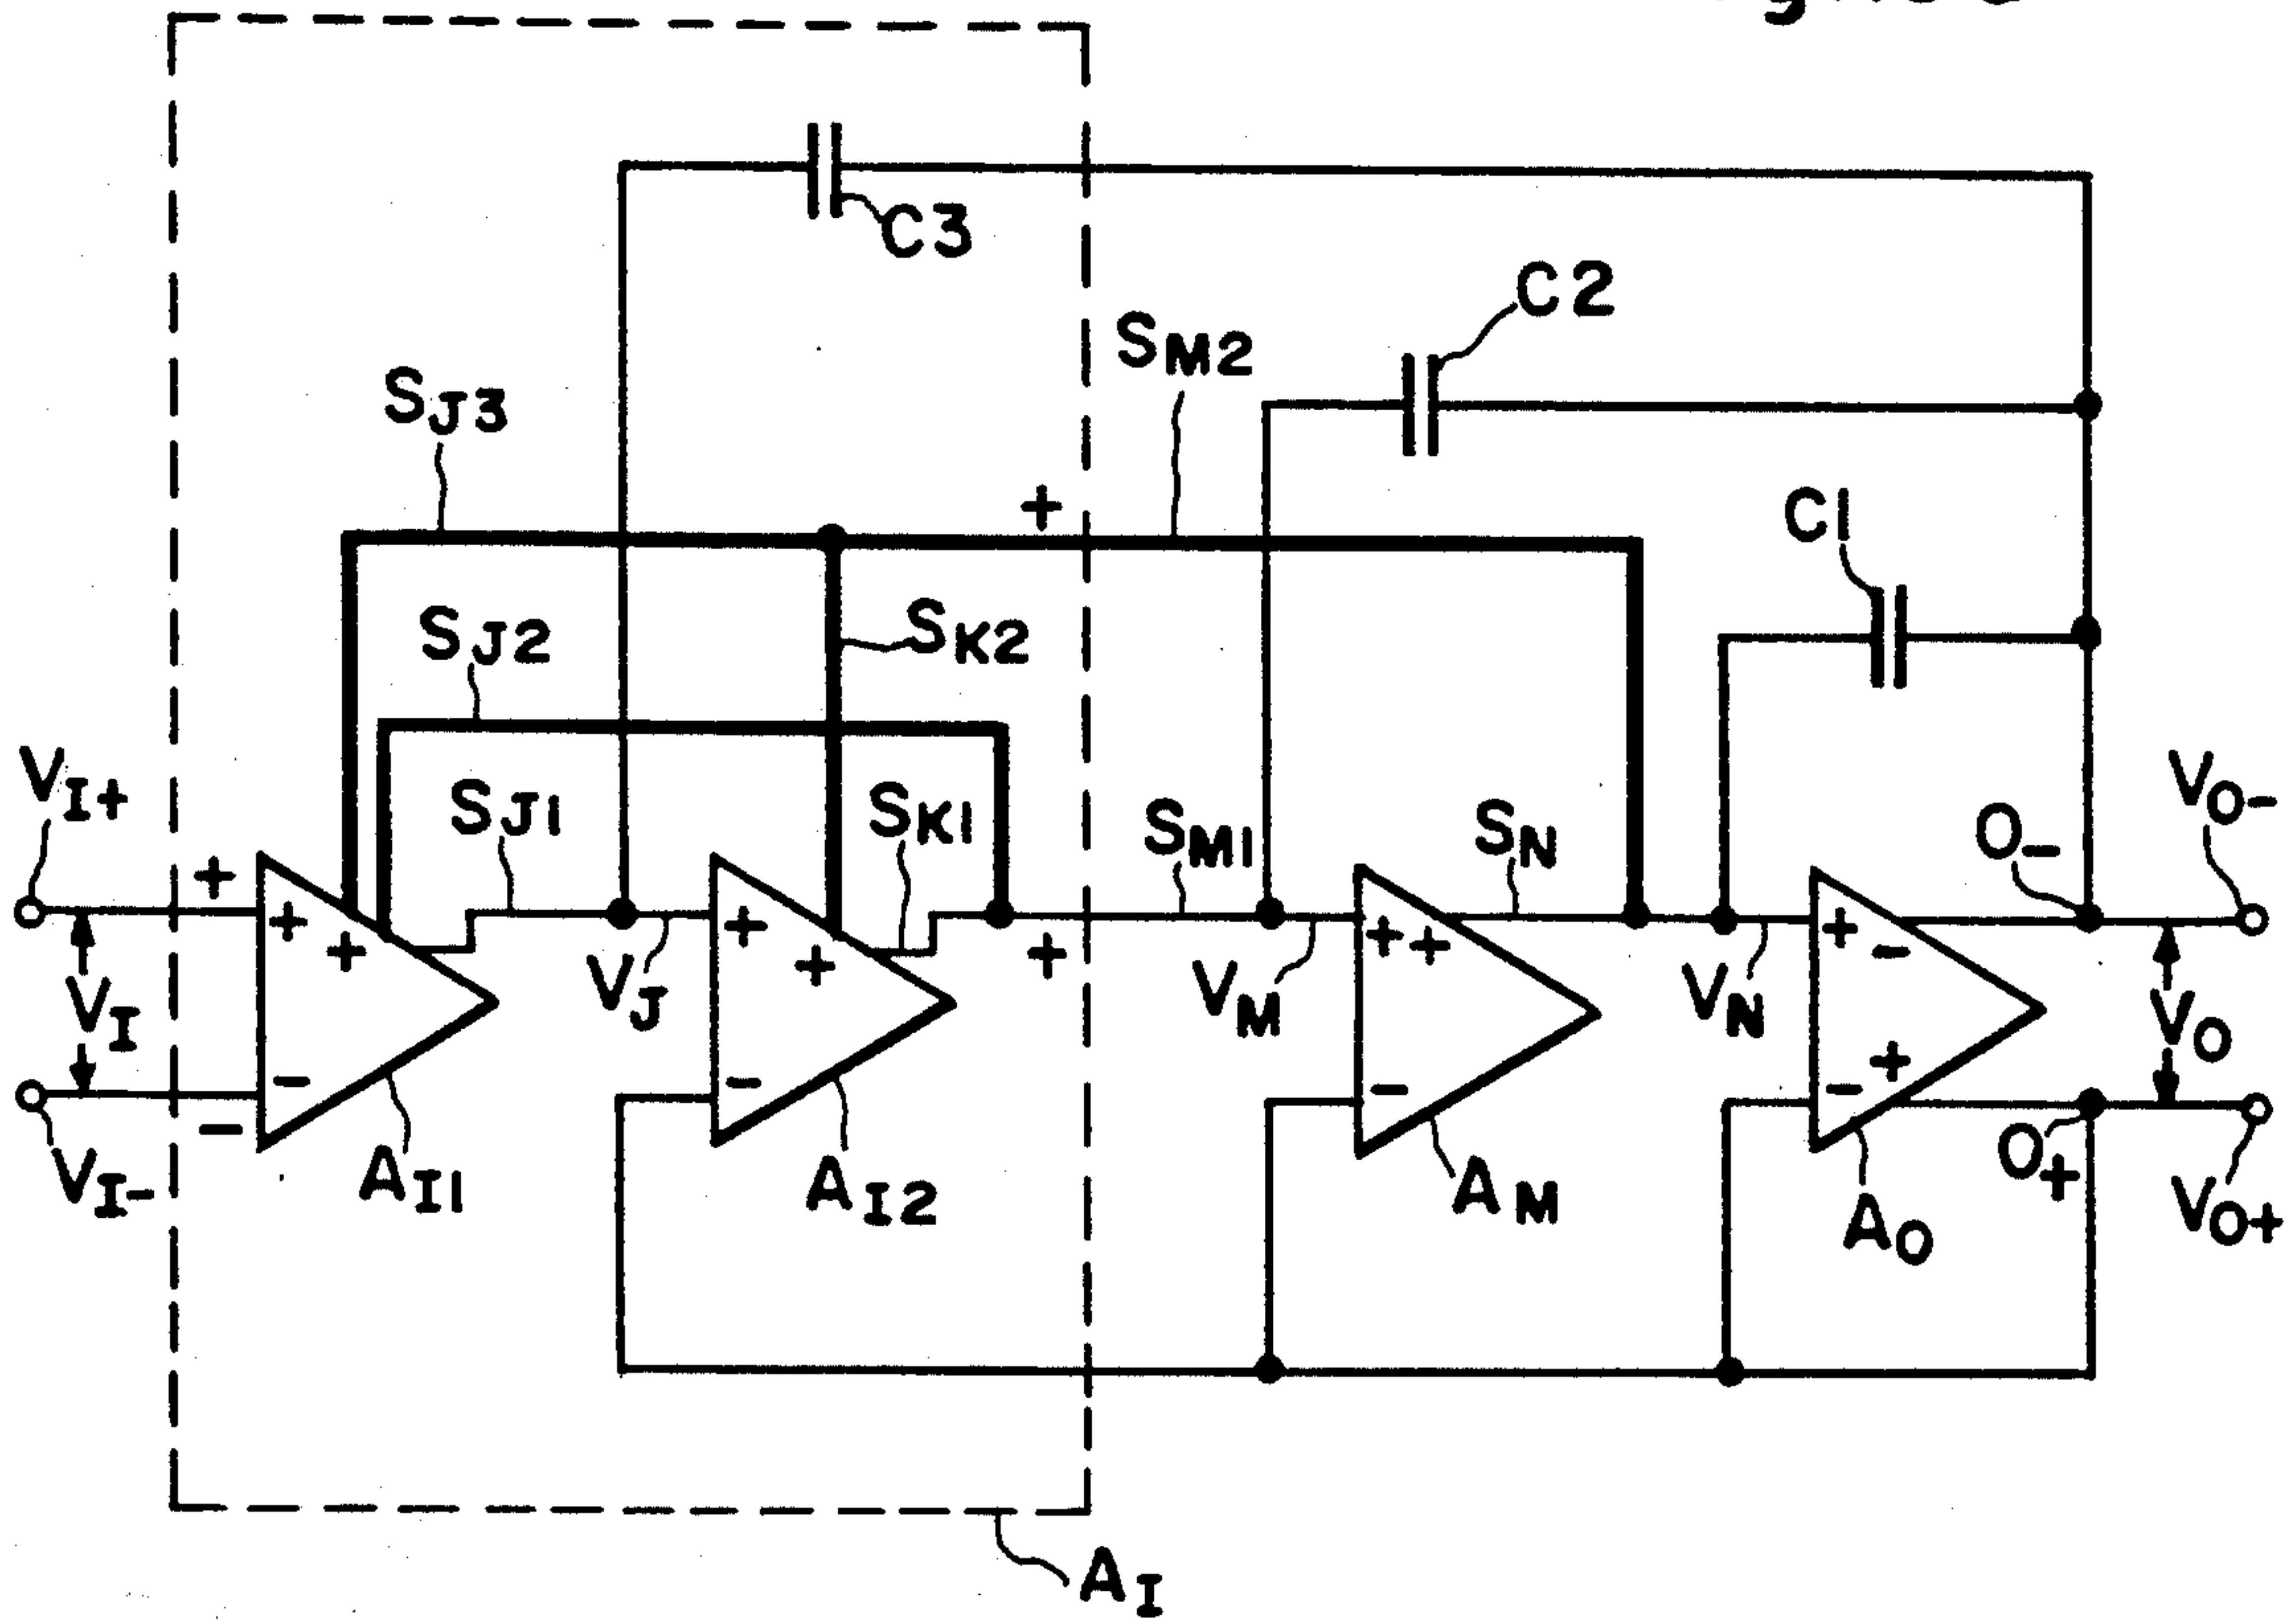 C3
C2
SM2
SJ3
+
C1
SJ2
SK2
VI+
SJ1
SK1
SM1
SN
O-
VO-
+
+
+
+
+
+
+
+
+
-
VI
VJ
VM
VN
VO
-
-
-
-
+
-
VI-
AI1
AI2
AM
AO
O+
VO+
AI